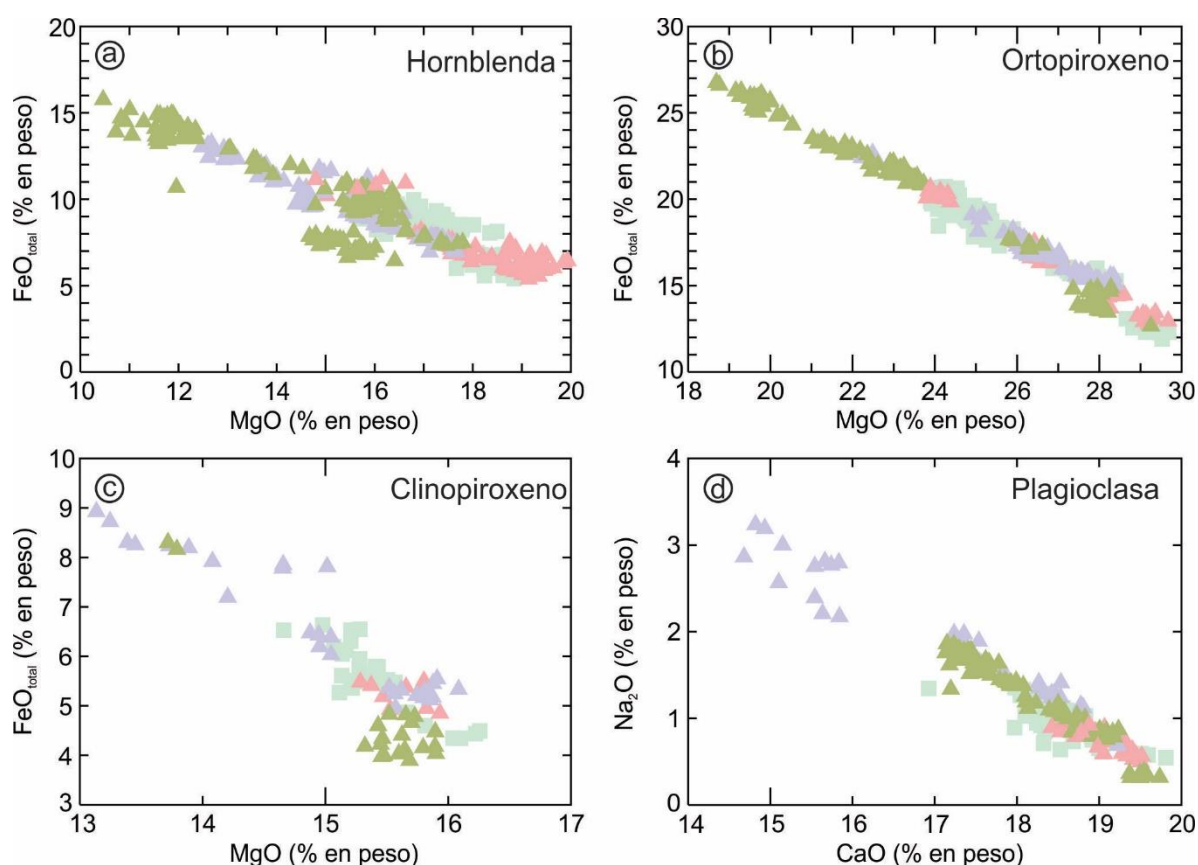 a Hornblenda
20
15
10
5
0
FeOtotal (% en peso)
10 12 14 16 18 20
MgO (% en peso)
b Ortopiroxeno
30
25
20
15
10
FeOtotal (% en peso)
18 20 22 24 26 28 30
MgO (% en peso)
c Clinopiroxeno
10
9
8
7
6
5
4
3
FeOtotal (% en peso)
13 14 15 16 17
MgO (% en peso)
d Plagioclasa
4
3
2
1
0
Na2O (% en peso)
14 15 16 17 18 19 20
CaO (% en peso)